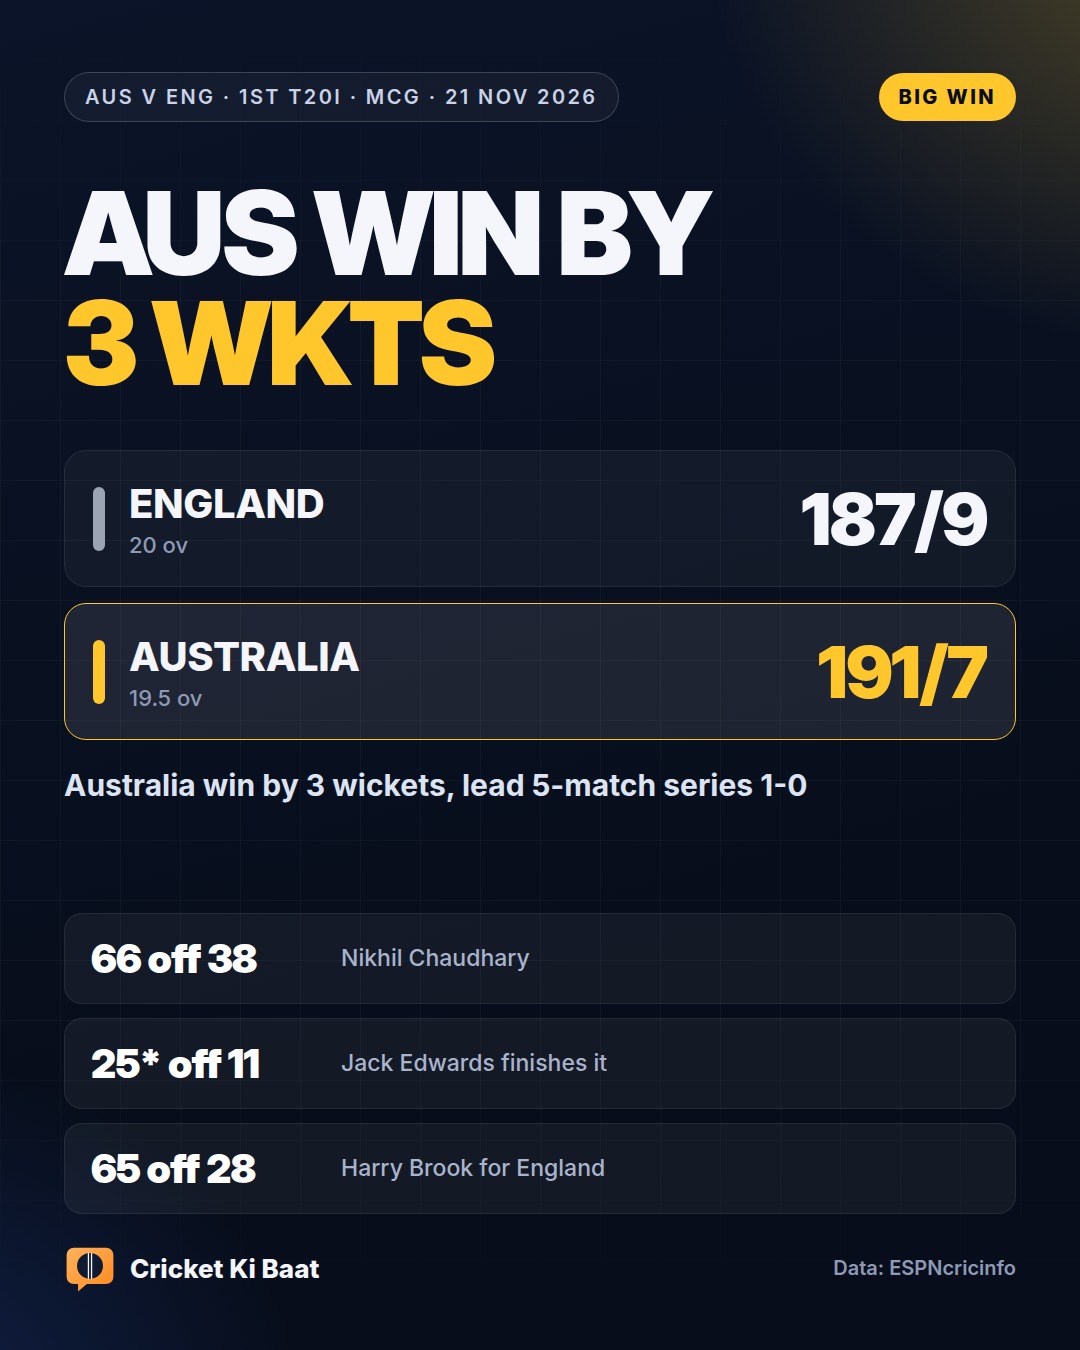 AUS V ENG · 1ST T20I · MCG · 21 NOV 2026
BIG WIN
AUS WIN BY
3 WKTS
ENGLAND
20 ov
187/9
AUSTRALIA
19.5 ov
191/7
Australia win by 3 wickets, lead 5-match series 1-0
66 off 38
Nikhil Chaudhary
25* off 11
Jack Edwards finishes it
65 off 28
Harry Brook for England
Cricket Ki Baat
Data: ESPNcricinfo